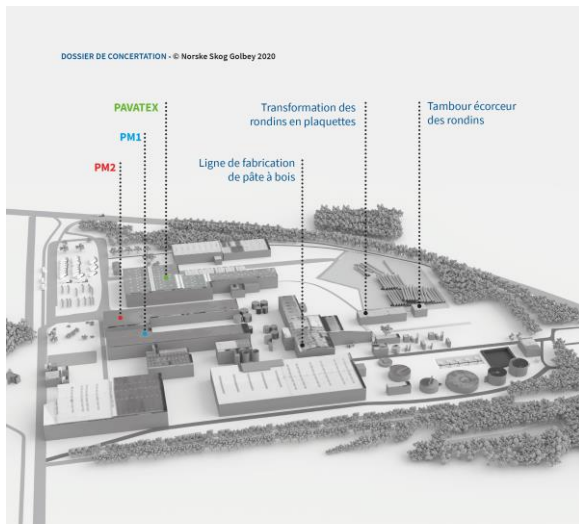 DOSSIER DE CONCERTATION - © Norske Skog Golbey 2020
PAVATEX
PM1
PM2
Transformation des
rondins en plaquettes
Tambour écorceur
des rondins
Ligne de fabrication
de pâte à bois